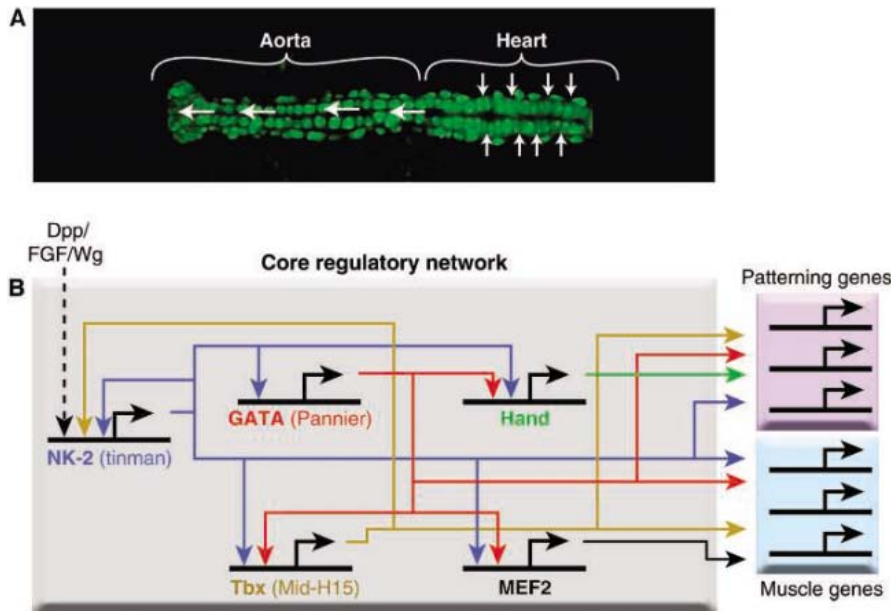 A
Aorta
Heart
Dpp/
FGF/Wg
B
Core regulatory network
Patterning genes
GATA (Pannier)
Hand
NK-2 (tinman)
Tbx (Mid-H15)
MEF2
Muscle genes